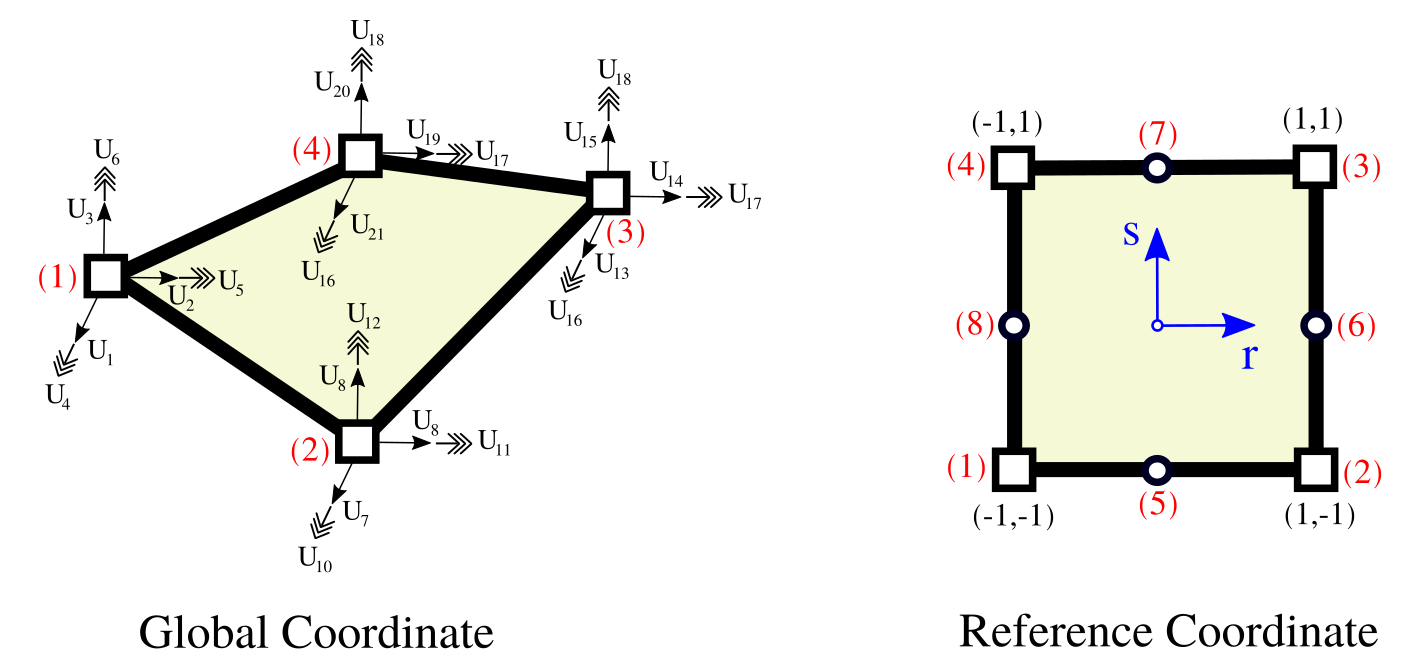 U18
U20
(4)
U19
U17
U21
U16
U18
U15
U14
U17
(3)
U13
U16
U6
U3
(1)
U2
U5
U1
U4
U12
U8
U8
U11
(2)
U7
U10
Global Coordinate
(-1,1)
(7)
(1,1)
(4)
(3)
s
(8)
(6)
r
(1)
(2)
(-1,-1)
(5)
(1,-1)
Reference Coordinate